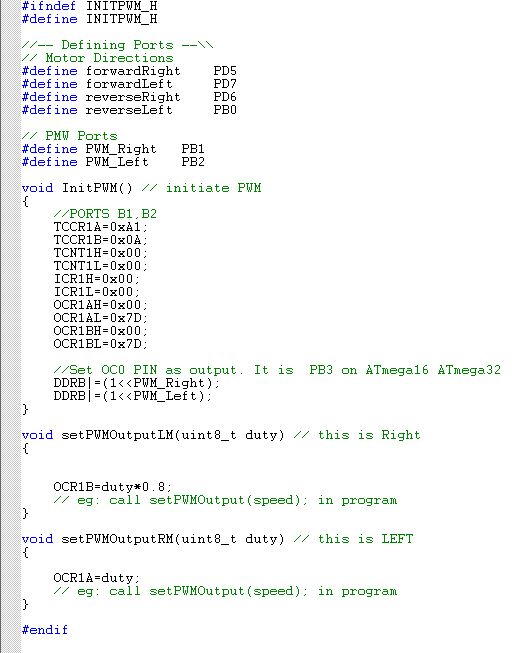 #ifndef INITPWM_H
#define INITPWM_H
//-- Defining Ports --\\
// Motor Directions
#define forwardRight PD5
#define forwardLeft PD7
#define reverseRight PD6
#define reverseLeft PB0
// PMW Ports
#define PWM_Right PB1
#define PWM_Left PB2
void InitPWM() // initiate PWM
{
//PORTS B1,B2
TCCR1A=0xA1;
TCCR1B=0x0A;
TCNT1H=0x00;
TCNT1L=0x00;
ICR1H=0x00;
ICR1L=0x00;
OCR1AH=0x00;
OCR1AL=0x7D;
OCR1BH=0x00;
OCR1BL=0x7D;
//Set OC0 PIN as output. It is PB3 on ATmega16 ATmega32
DDRB|=(1<<PWM_Right);
DDRB|=(1<<PWM_Left);
}
void setPWMOutputLM(uint8_t duty) // this is Right
{
OCR1B=duty*0.8;
// eg: call setPWMOutput(speed); in program
}
void setPWMOutputRM(uint8_t duty) // this is LEFT
{
OCR1A=duty;
// eg: call setPWMOutput(speed); in program
}
#endif